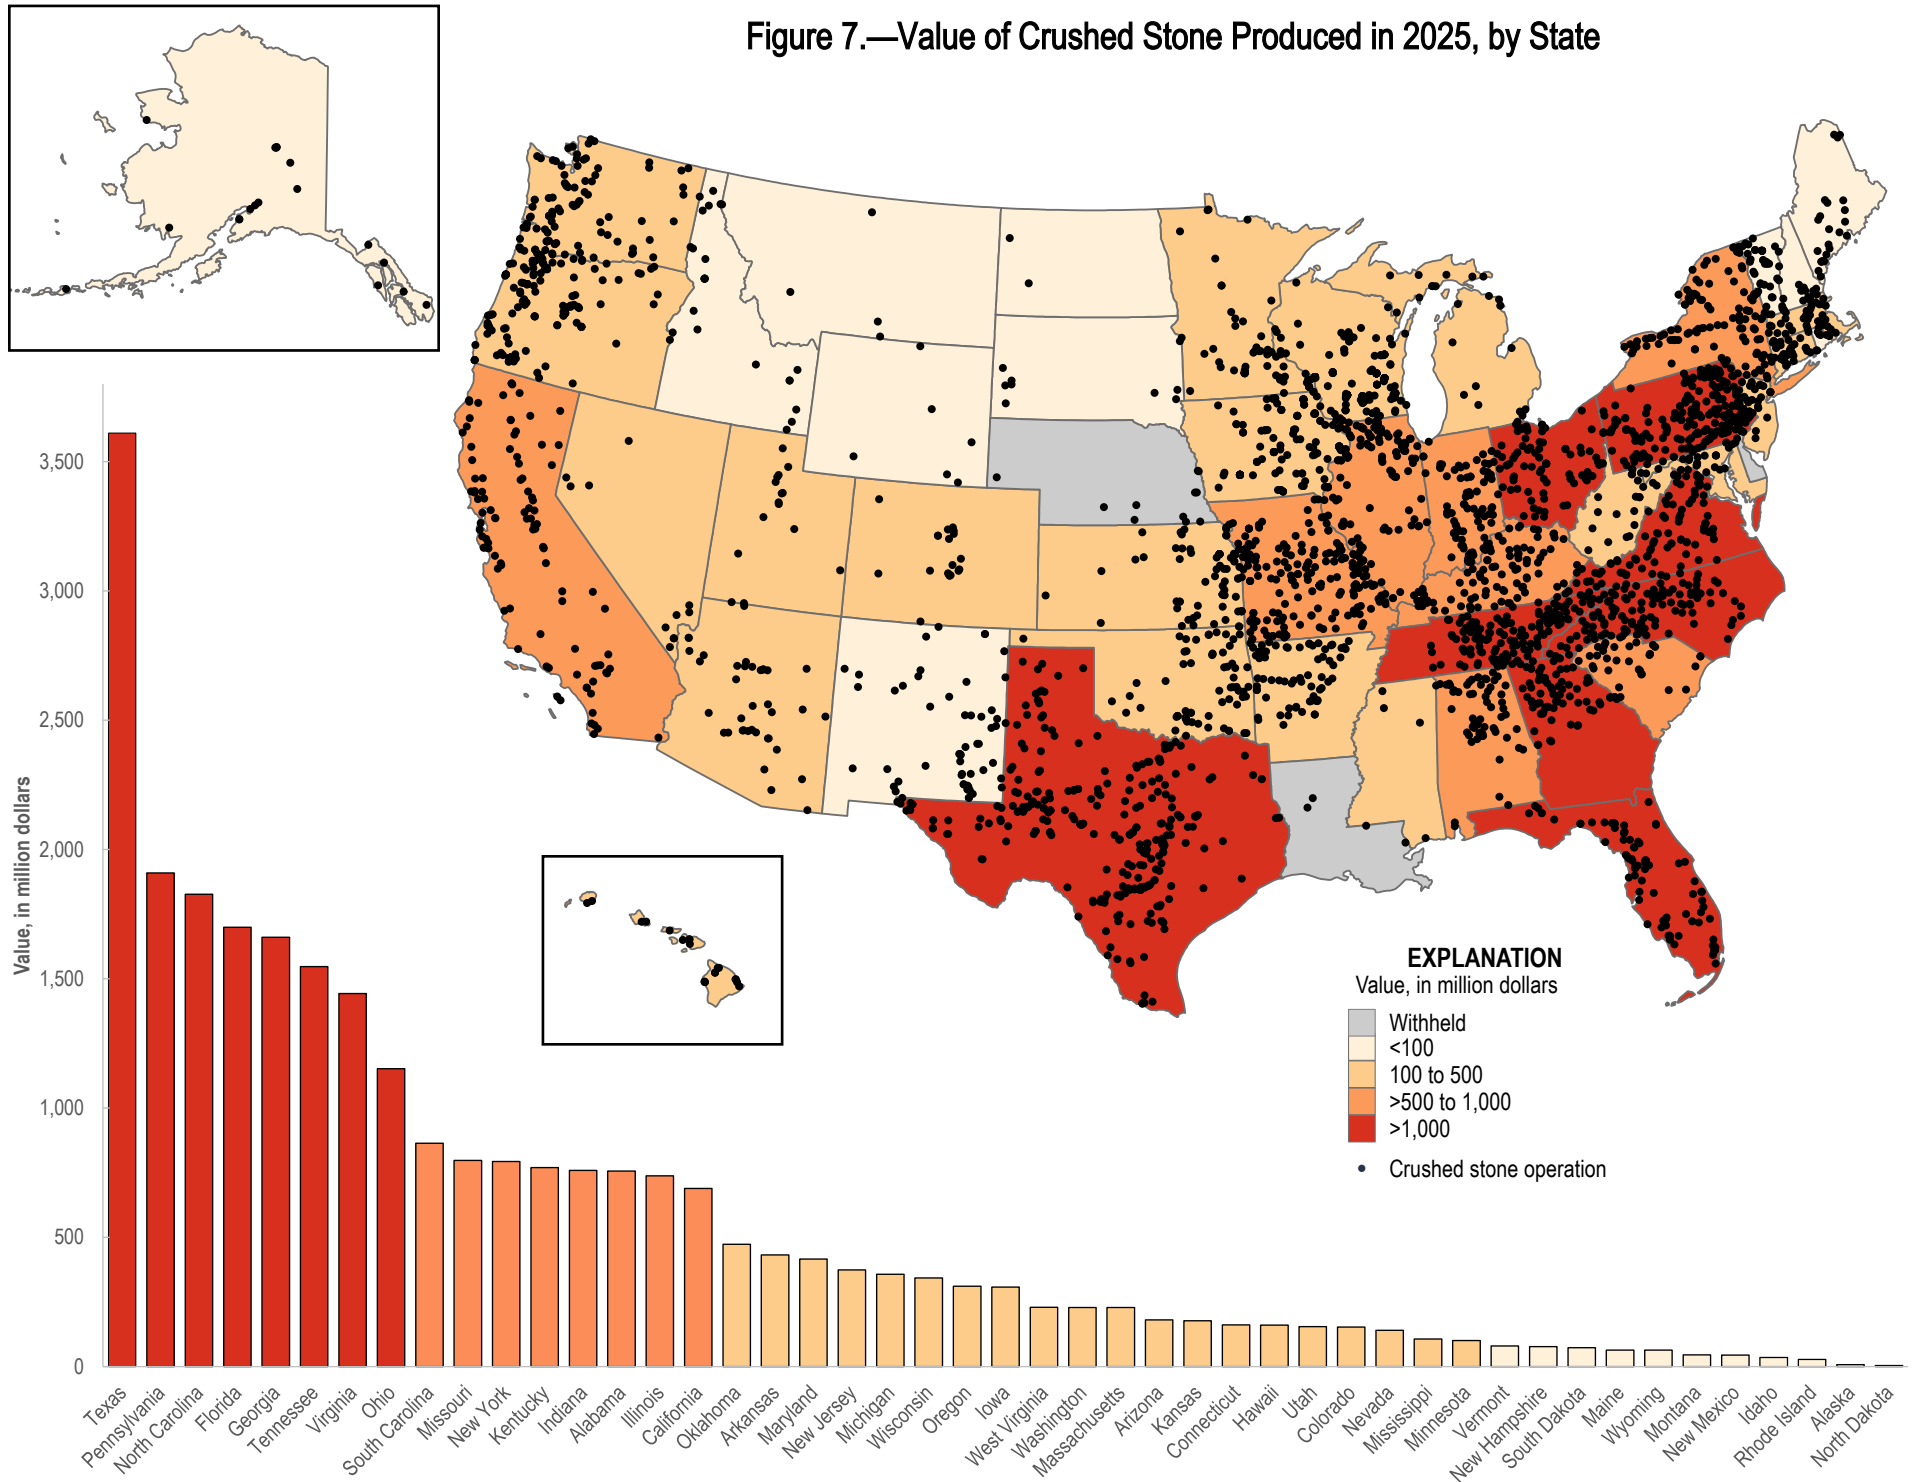 Figure 7.—Value of Crushed Stone Produced in 2025, by State
EXPLANATION
Value, in million dollars
Withheld
<100
100 to 500
>500 to 1,000
>1,000
Crushed stone operation
Value, in million dollars
3,500
3,000
2,500
2,000
1,500
1,000
500
0
Texas
Pennsylvania
North Carolina
Florida
Georgia
Tennessee
Virginia
Ohio
South Carolina
Missouri
New York
Kentucky
Indiana
Alabama
Illinois
California
Oklahoma
Arkansas
Maryland
New Jersey
Michigan
Wisconsin
Oregon
Iowa
West Virginia
Washington
Massachusetts
Arizona
Kansas
Connecticut
Hawaii
Utah
Colorado
Nevada
Mississippi
Minnesota
Vermont
New Hampshire
South Dakota
Maine
Wyoming
Montana
New Mexico
Idaho
Rhode Island
Alaska
North Dakota